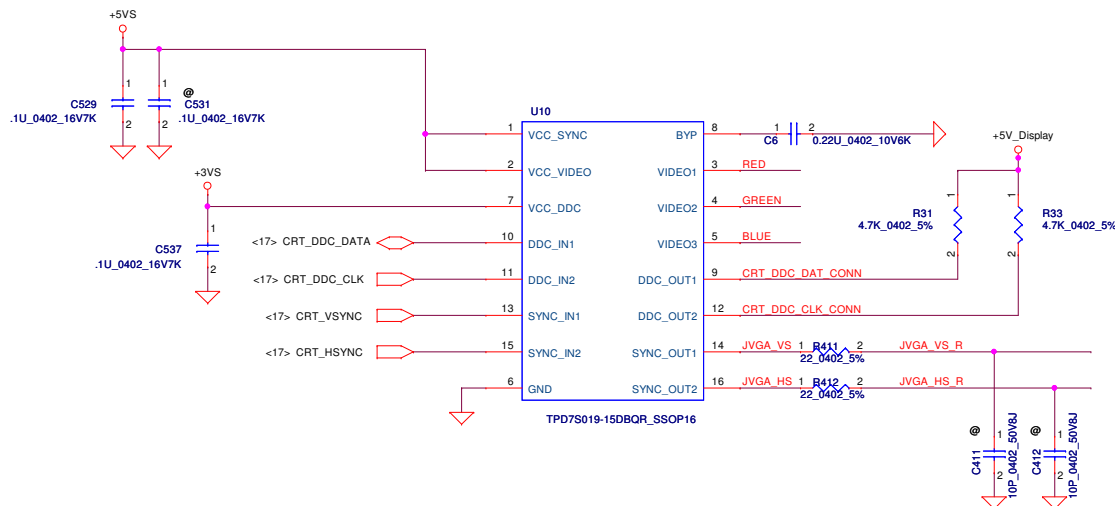 +5VS
1
2
C529
.1U_0402_16V7K
@
1
2
C531
.1U_0402_16V7K
+3VS
1
2
C537
.1U_0402_16V7K
<17> CRT_DDC_DATA
<17> CRT_DDC_CLK
<17> CRT_VSYNC
<17> CRT_HSYNC
U10
1 VCC_SYNC
2 VCC_VIDEO
7 VCC_DDC
10 DDC_IN1
11 DDC_IN2
13 SYNC_IN1
15 SYNC_IN2
6 GND
BYP 8
VIDEO1 3 RED
VIDEO2 4 GREEN
VIDEO3 5 BLUE
DDC_OUT1 9 CRT_DDC_DAT_CONN
DDC_OUT2 12 CRT_DDC_CLK_CONN
SYNC_OUT1 14 JVGA_VS 1 R411 2 JVGA_VS_R
22_0402_5%
SYNC_OUT2 16 JVGA_HS 1 R412 2 JVGA_HS_R
22_0402_5%
TPD7S019-15DBQR_SSOP16
1 2
C6 0.22U_0402_10V6K
+5V_Display
1
2
R31
4.7K_0402_5%
1
2
R33
4.7K_0402_5%
@
1
2
C411
10P_0402_50V8J
@
1
2
C412
10P_0402_50V8J